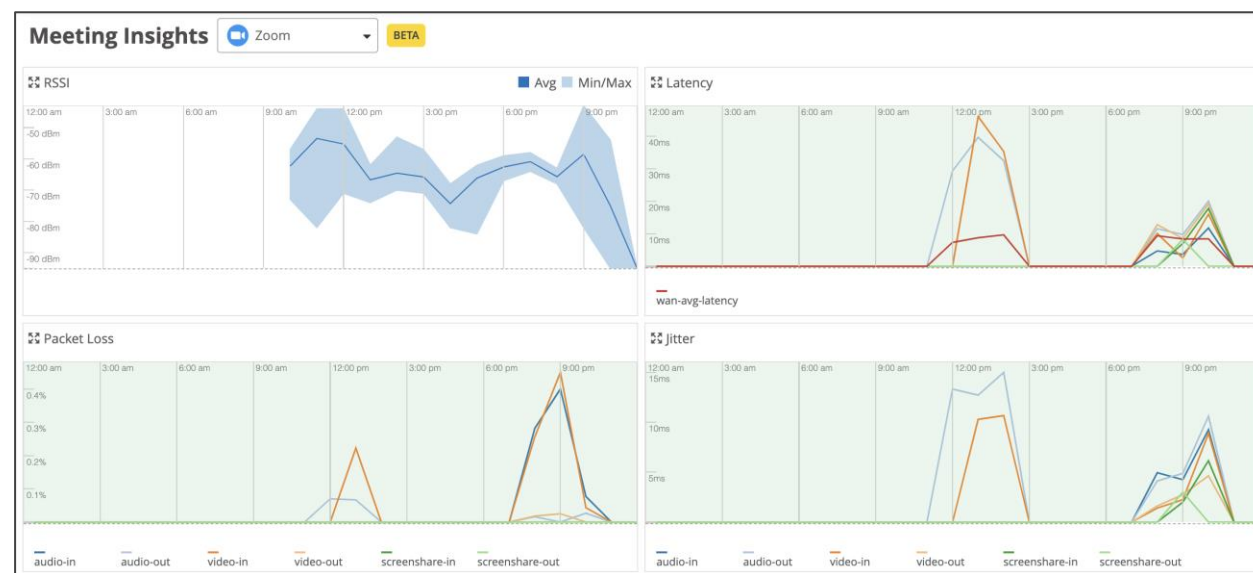 Meeting Insights Zoom BETA
RSSI Avg Min/Max
12:00 am 3:00 am 6:00 am 9:00 am 12:00 pm 3:00 pm 6:00 pm 9:00 pm
-50 dBm
-60 dBm
-70 dBm
-80 dBm
-90 dBm
Latency
12:00 am 3:00 am 6:00 am 9:00 am 12:00 pm 3:00 pm 6:00 pm 9:00 pm
40ms
30ms
20ms
10ms
wan-avg-latency
Packet Loss
12:00 am 3:00 am 6:00 am 9:00 am 12:00 pm 3:00 pm 6:00 pm 9:00 pm
0.4%
0.3%
0.2%
0.1%
audio-in audio-out video-in video-out screenshare-in screenshare-out
Jitter
12:00 am 3:00 am 6:00 am 9:00 am 12:00 pm 3:00 pm 6:00 pm 9:00 pm
15ms
10ms
5ms
audio-in audio-out video-in video-out screenshare-in screenshare-out